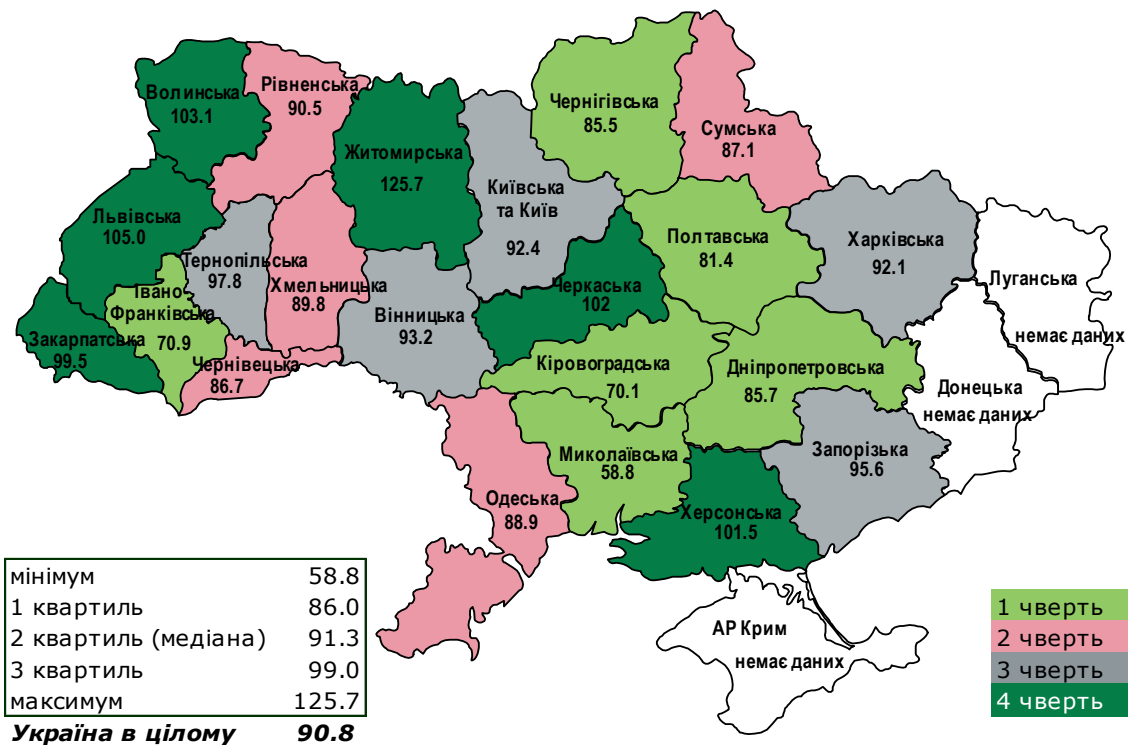 Волинська
103.1
Рівненська
90.5
Житомирська
125.7
Чернігівська
85.5
Сумська
87.1
Київська
та Київ
92.4
Львівська
105.0
Тернопільська
97.8
Хмельницька
89.8
Івано-
Франківська
70.9
Закарпатська
99.5
Чернівецька
86.7
Вінницька
93.2
Черкаська
102
Полтавська
81.4
Харківська
92.1
Луганська
немає даних
Донецька
немає даних
Кіровоградська
70.1
Дніпропетровська
85.7
Запорізька
95.6
Миколаївська
58.8
Одеська
88.9
Херсонська
101.5
АР Крим
немає даних
мінімум 58.8
1 квартиль 86.0
2 квартиль (медіана) 91.3
3 квартиль 99.0
максимум 125.7
Україна в цілому 90.8
1 чверть
2 чверть
3 чверть
4 чверть